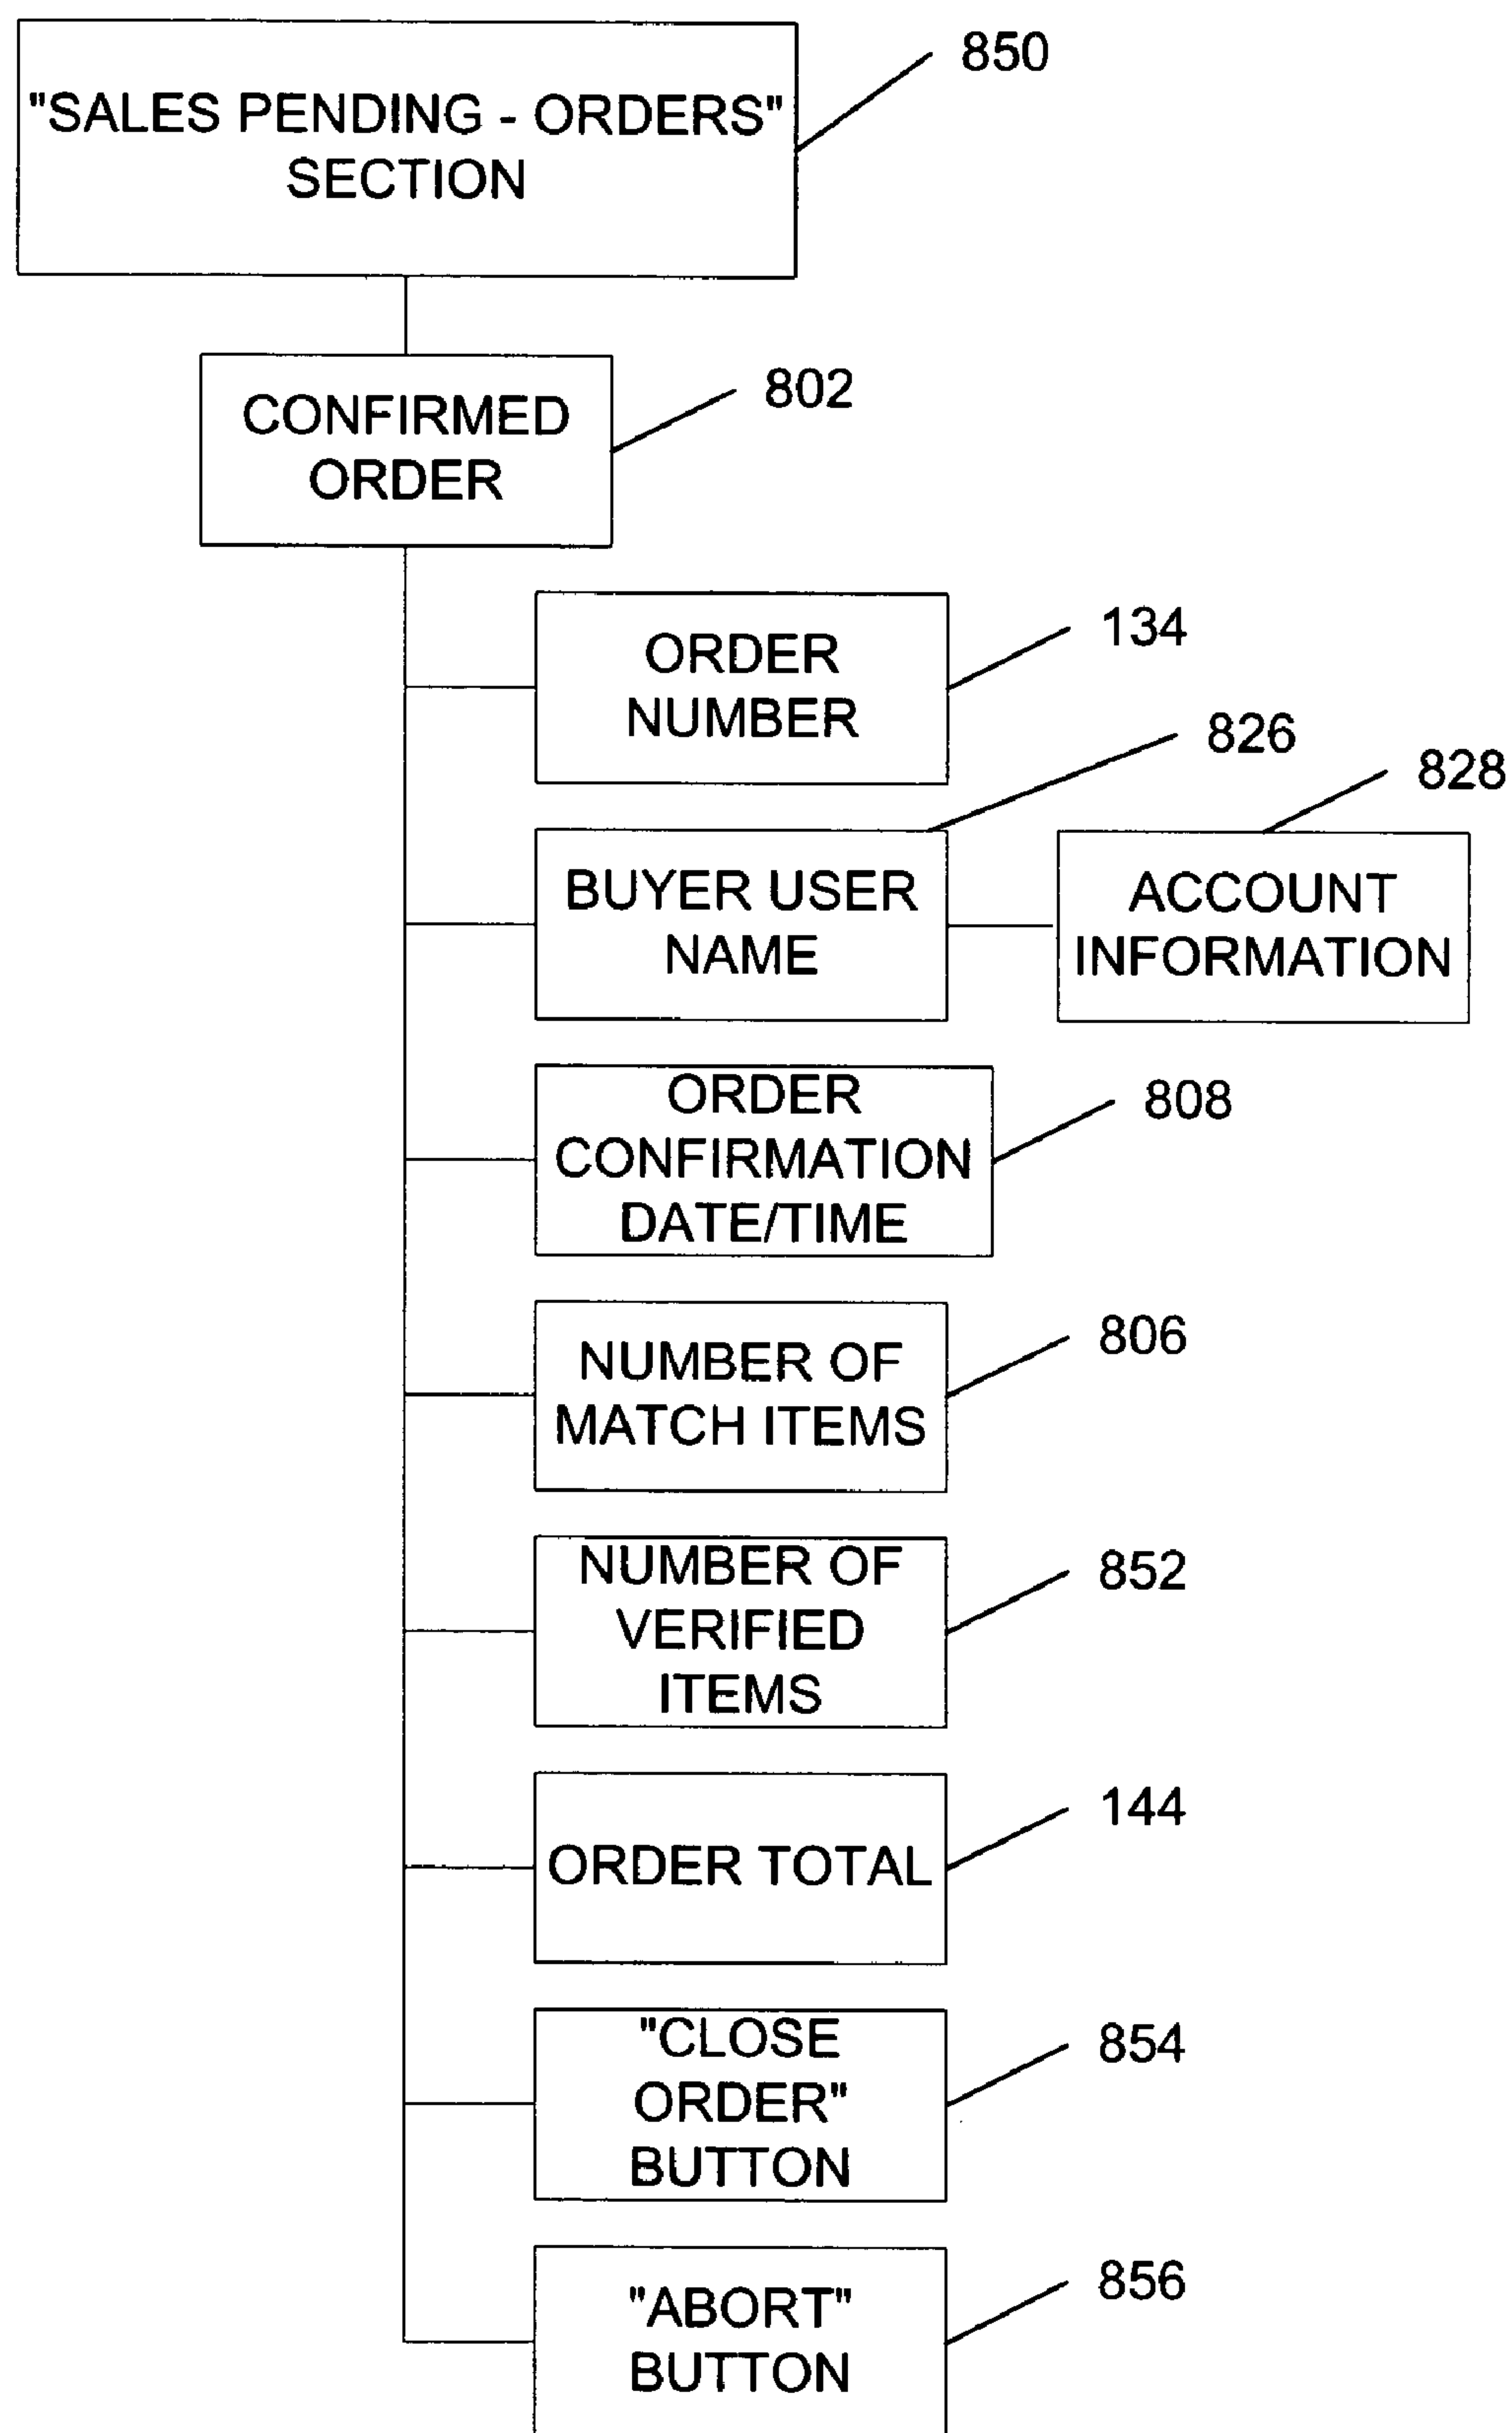 850
"SALES PENDING - ORDERS"
SECTION
802
CONFIRMED
ORDER
134
ORDER
NUMBER
826
828
BUYER USER
NAME
ACCOUNT
INFORMATION
808
ORDER
CONFIRMATION
DATE/TIME
806
NUMBER OF
MATCH ITEMS
852
NUMBER OF
VERIFIED
ITEMS
144
ORDER TOTAL
854
"CLOSE
ORDER"
BUTTON
856
"ABORT"
BUTTON